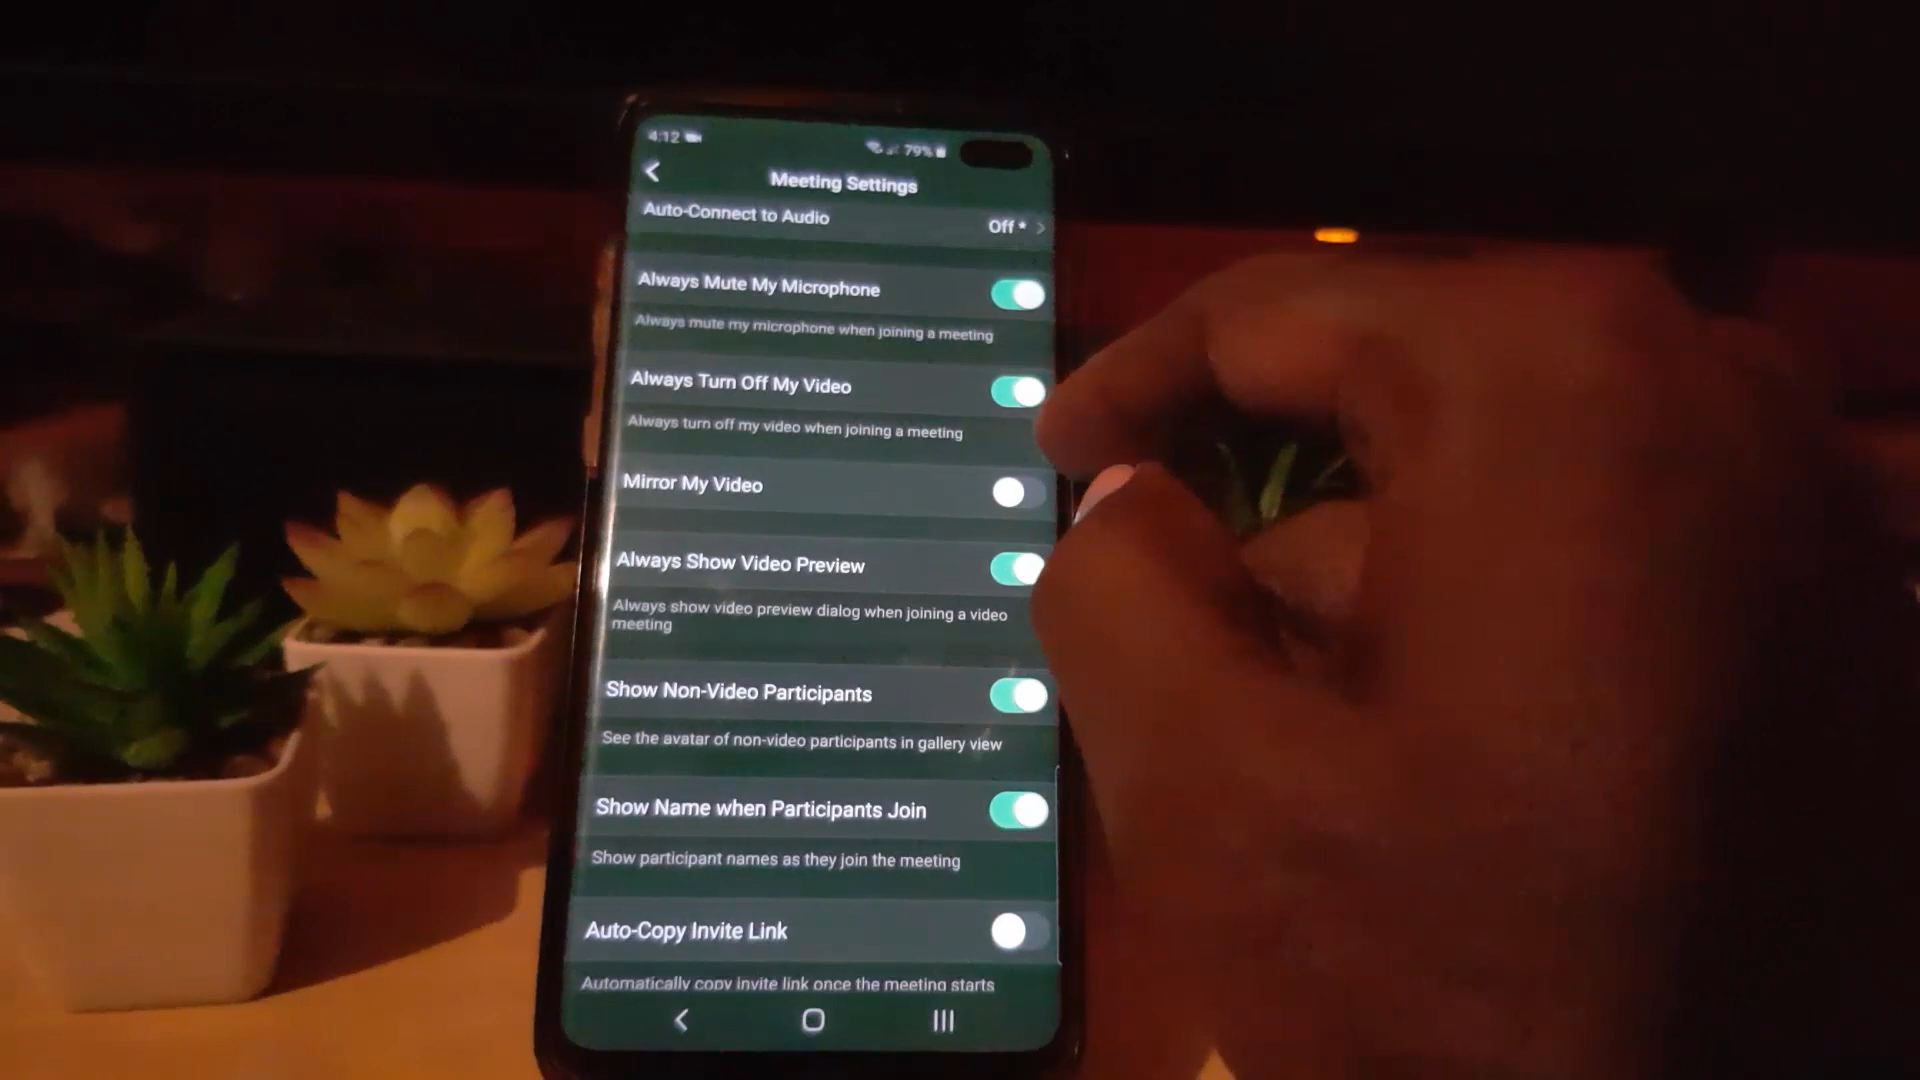 4:12
79%
Meeting Settings
Auto-Connect to Audio
Off *
Always Mute My Microphone
Always mute my microphone when joining a meeting
Always Turn Off My Video
Always turn off my video when joining a meeting
Mirror My Video
Always Show Video Preview
Always show video preview dialog when joining a video
meeting
Show Non-Video Participants
See the avatar of non-video participants in gallery view
Show Name when Participants Join
Show participant names as they join the meeting
Auto-Copy Invite Link
Automatically copy invite link once the meeting starts